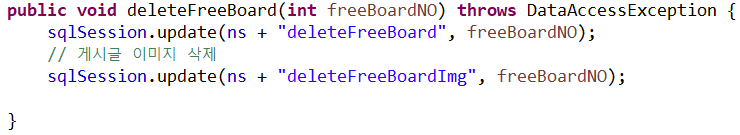 public void deleteFreeBoard(int freeBoardNO) throws DataAccessException {
sqlSession.update(ns + "deleteFreeBoard", freeBoardNO);
// 게시글 이미지 삭제
sqlSession.update(ns + "deleteFreeBoardImg", freeBoardNO);
}